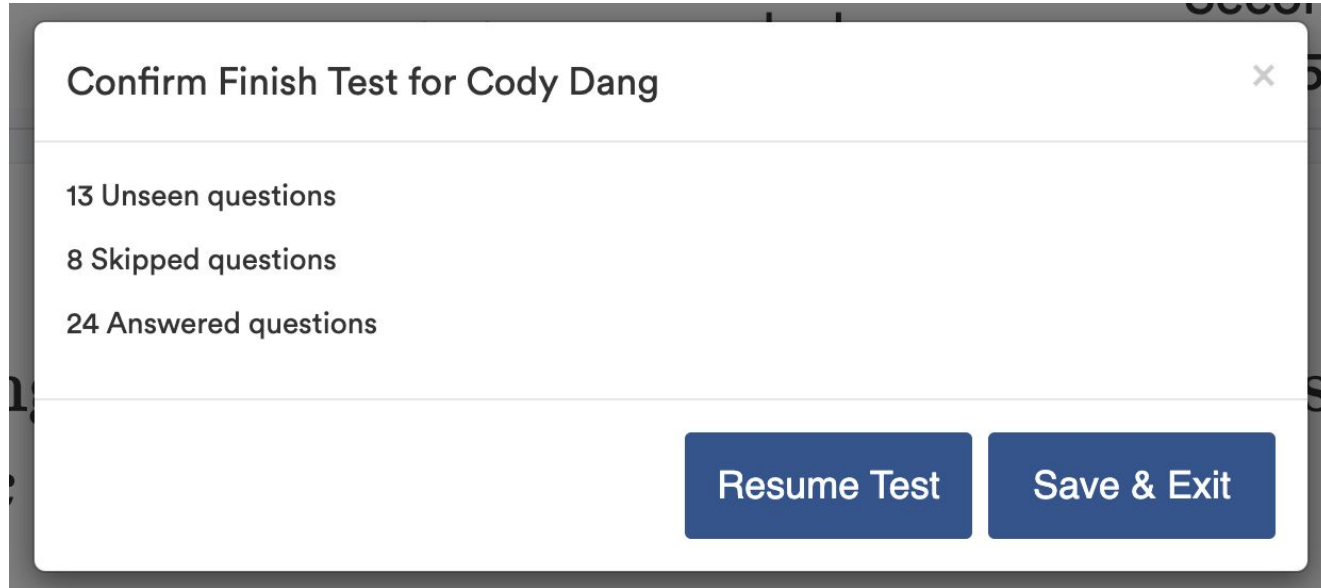 Confirm Finish Test for Cody Dang
×
13 Unseen questions
8 Skipped questions
24 Answered questions
Resume Test
Save & Exit